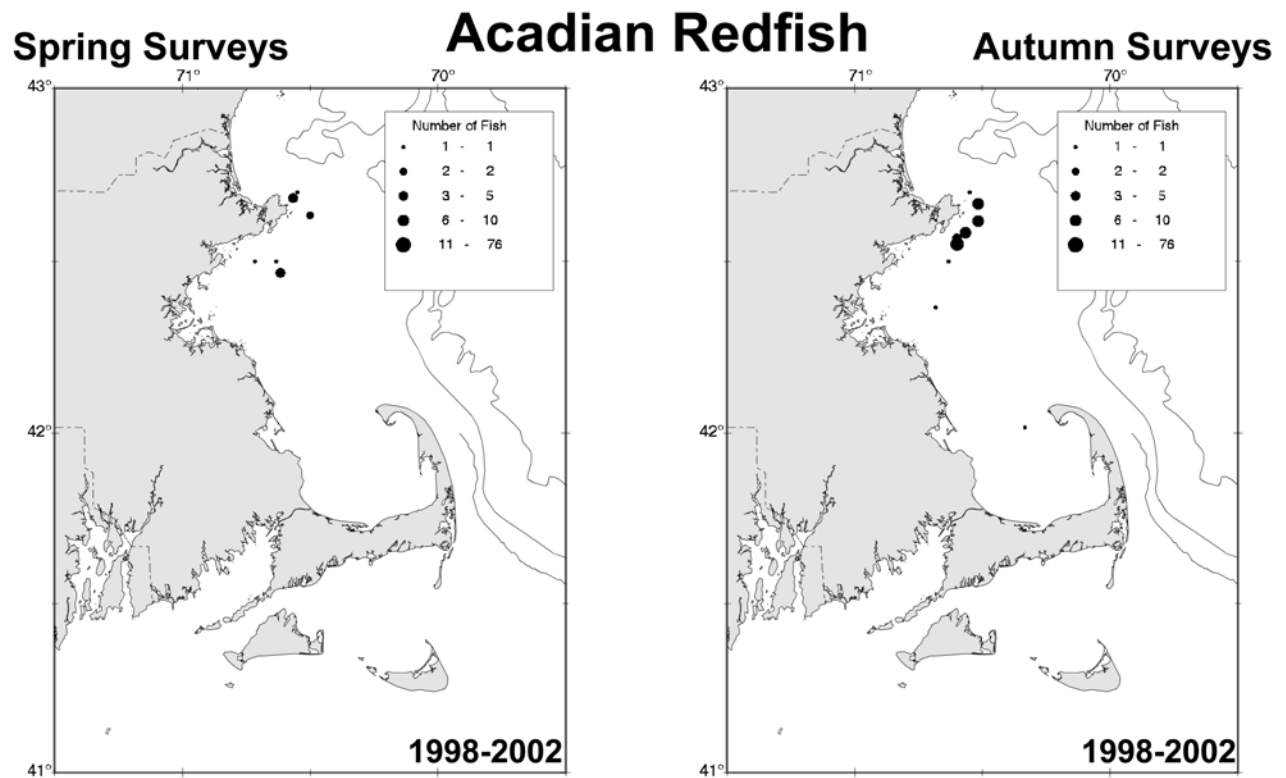 Acadian Redfish
Spring Surveys
Autumn Surveys
71° 70°
43°
Number of Fish
1 - 1
2 - 2
3 - 5
6 - 10
11 - 76
42°
41°
1998-2002
71° 70°
Number of Fish
1 - 1
2 - 2
3 - 5
6 - 10
11 - 76
43°
42°
41°
1998-2002